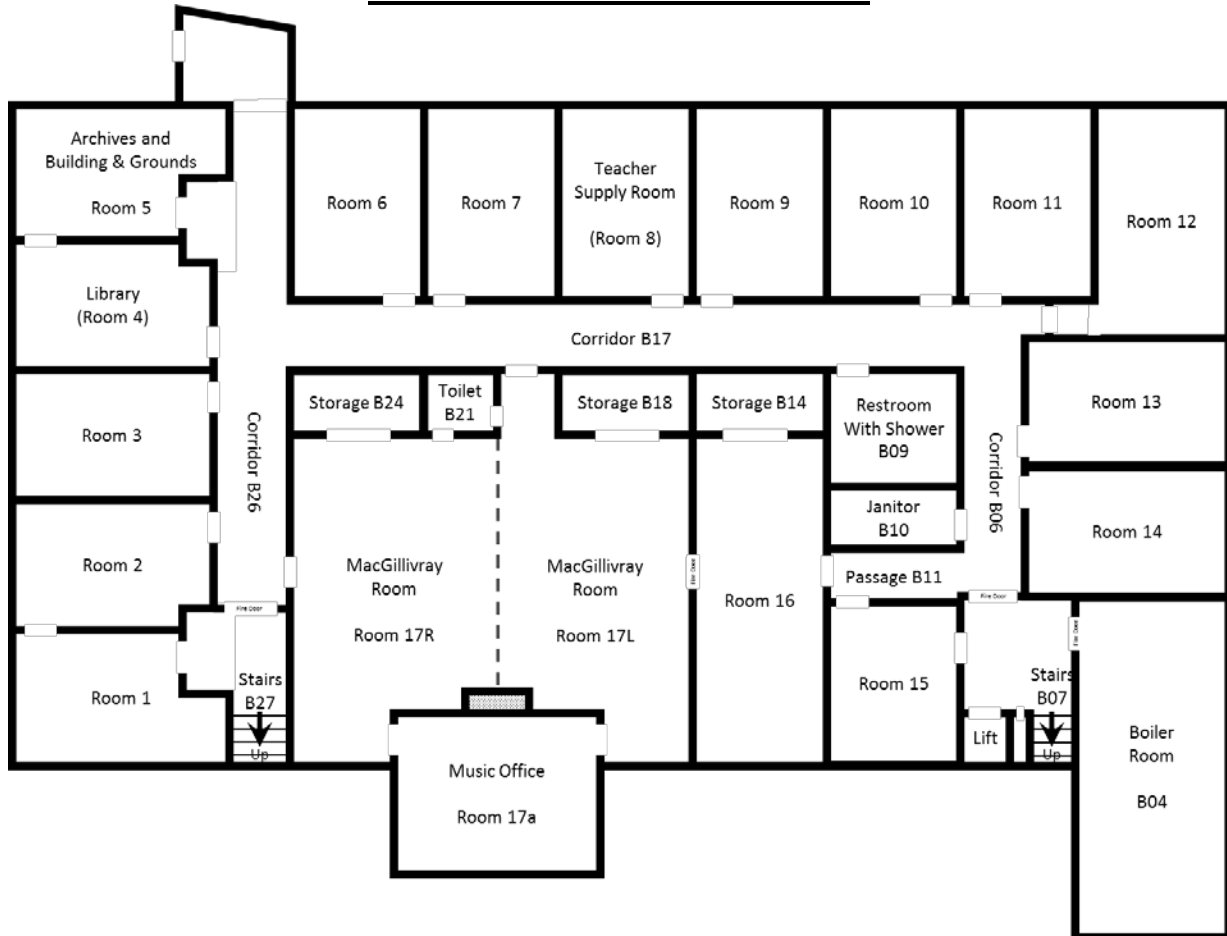 Archives and
Building & Grounds
Room 5
Room 6
Room 7
Teacher
Supply Room
(Room 8)
Room 9
Room 10
Room 11
Room 12
Library
(Room 4)
Corridor B17
Storage B24
Toilet
B21
Storage B18
Storage B14
Restroom
With Shower
B09
Room 13
Room 3
Corridor B26
Corridor B06
Janitor
B10
Room 14
Room 2
MacGillivray
Room
Room 17R
MacGillivray
Room
Room 17L
Fire Door
Room 16
Passage B11
Fire Door
Fire Door
Fire Door
Room 1
Stairs
B27
Up
Room 15
Stairs
B07
Up
Lift
Boiler
Room
B04
Music Office
Room 17a